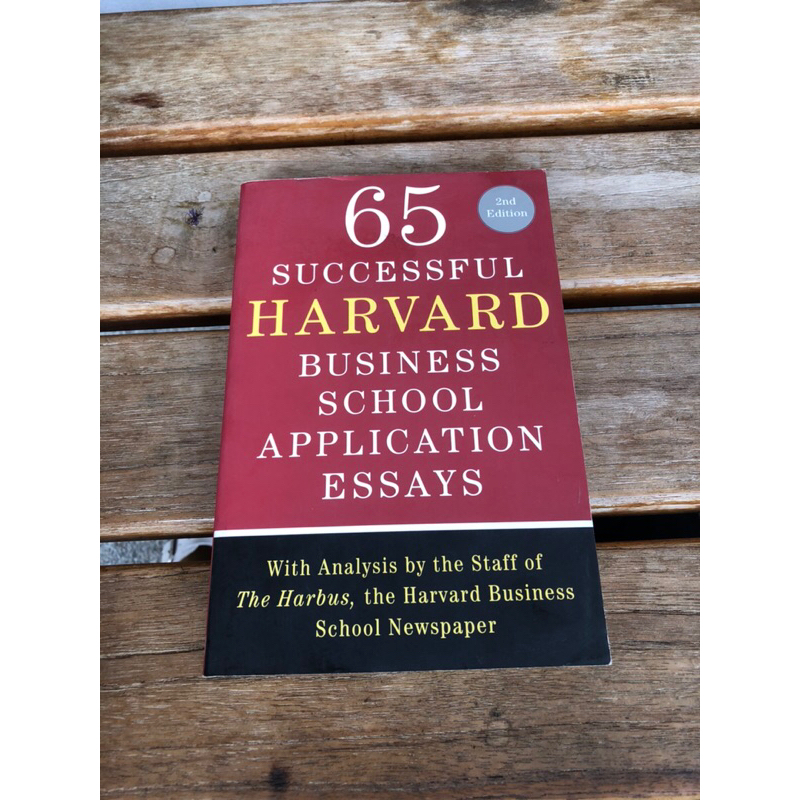 65
2nd
Edition
SUCCESSFUL
HARVARD
BUSINESS
SCHOOL
APPLICATION
ESSAYS
With Analysis by the Staff of
The Harbus, the Harvard Business
School Newspaper